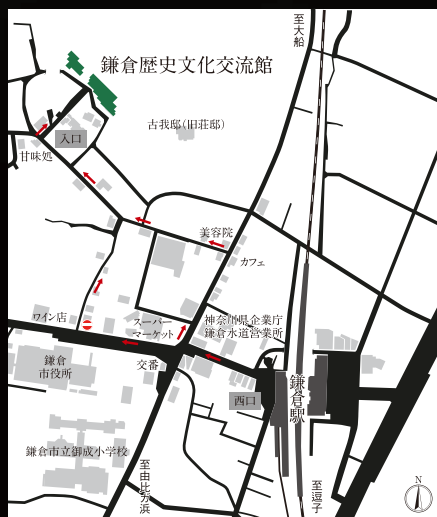 至大船
鎌倉歴史文化交流館
古我邸（旧荘邸）
入口
甘味処
美容院
カフェ
ワイン店
スーパー
マーケット
神奈川県企業庁
鎌倉水道営業所
鎌倉
市役所
交番
西口
鎌倉駅
鎌倉市立御成小学校
至由比ガ浜
至逗子
N